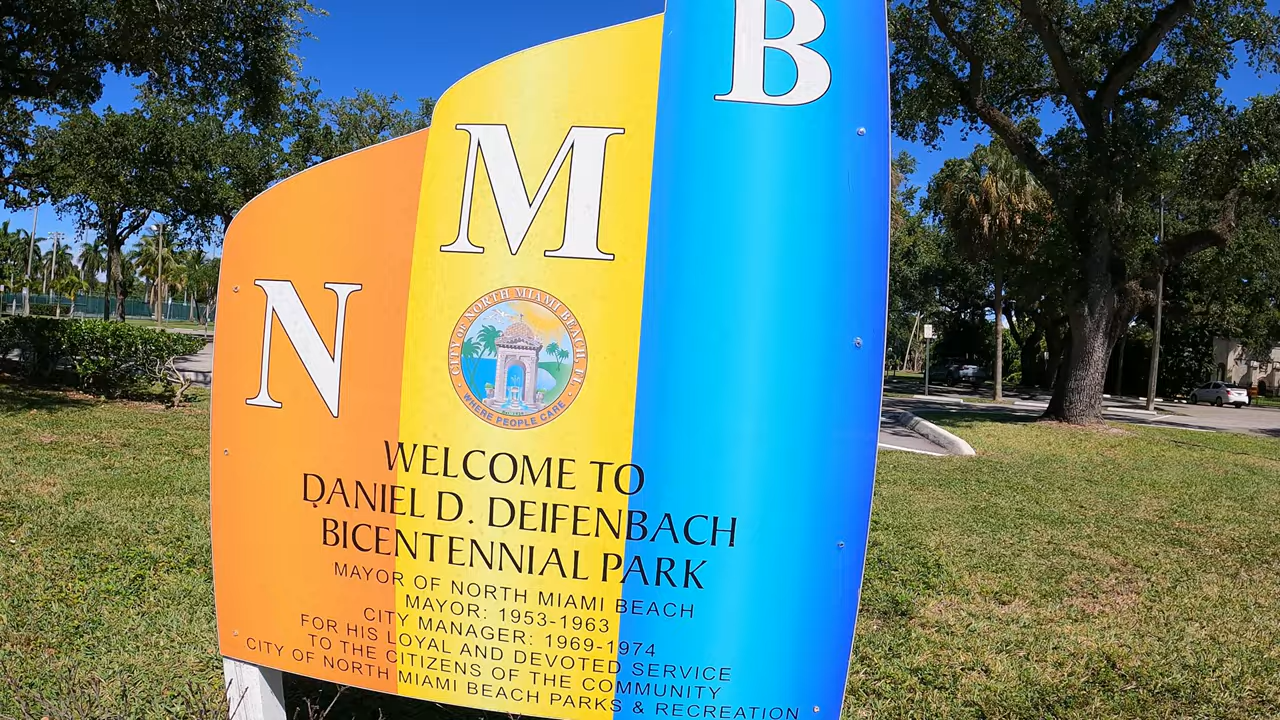 N
M
B
CITY OF NORTH MIAMI BEACH, FL
WHERE PEOPLE CARE
WELCOME TO
DANIEL D. DEIFENBACH
BICENTENNIAL PARK
MAYOR OF NORTH MIAMI BEACH
MAYOR: 1953-1963
CITY MANAGER: 1969-1974
FOR HIS LOYAL AND DEVOTED SERVICE
TO THE CITIZENS OF THE COMMUNITY
CITY OF NORTH MIAMI BEACH PARKS & RECREATION